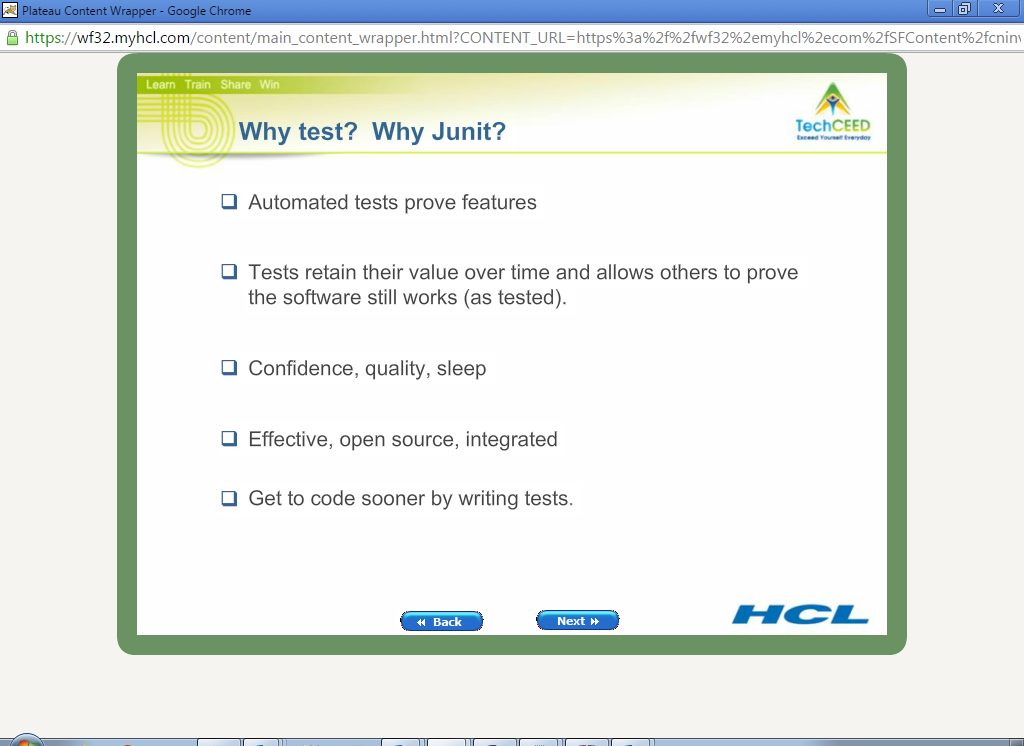 Plateau Content Wrapper - Google Chrome
https://wf32.myhcl.com/content/main_content_wrapper.html?CONTENT_URL=https%3a%2f%2fwf32%2emyhcl%2ecom%2fSFContent%2fcninv
Learn Train Share Win
Why test? Why Junit?
TechCEED
Exceed Yourself Everyday
Automated tests prove features
Tests retain their value over time and allows others to prove
the software still works (as tested).
Confidence, quality, sleep
Effective, open source, integrated
Get to code sooner by writing tests.
Back
Next
HCL